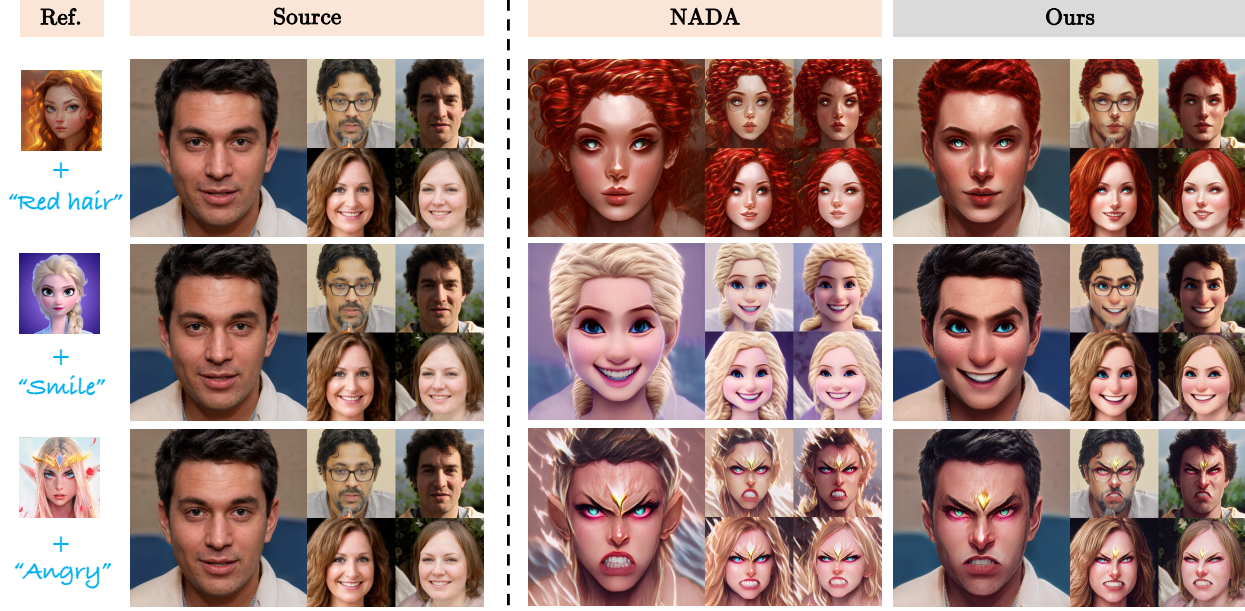 Ref.
Source
NADA
Ours
+
“Red hair”
+
“Smile”
+
“Angry”